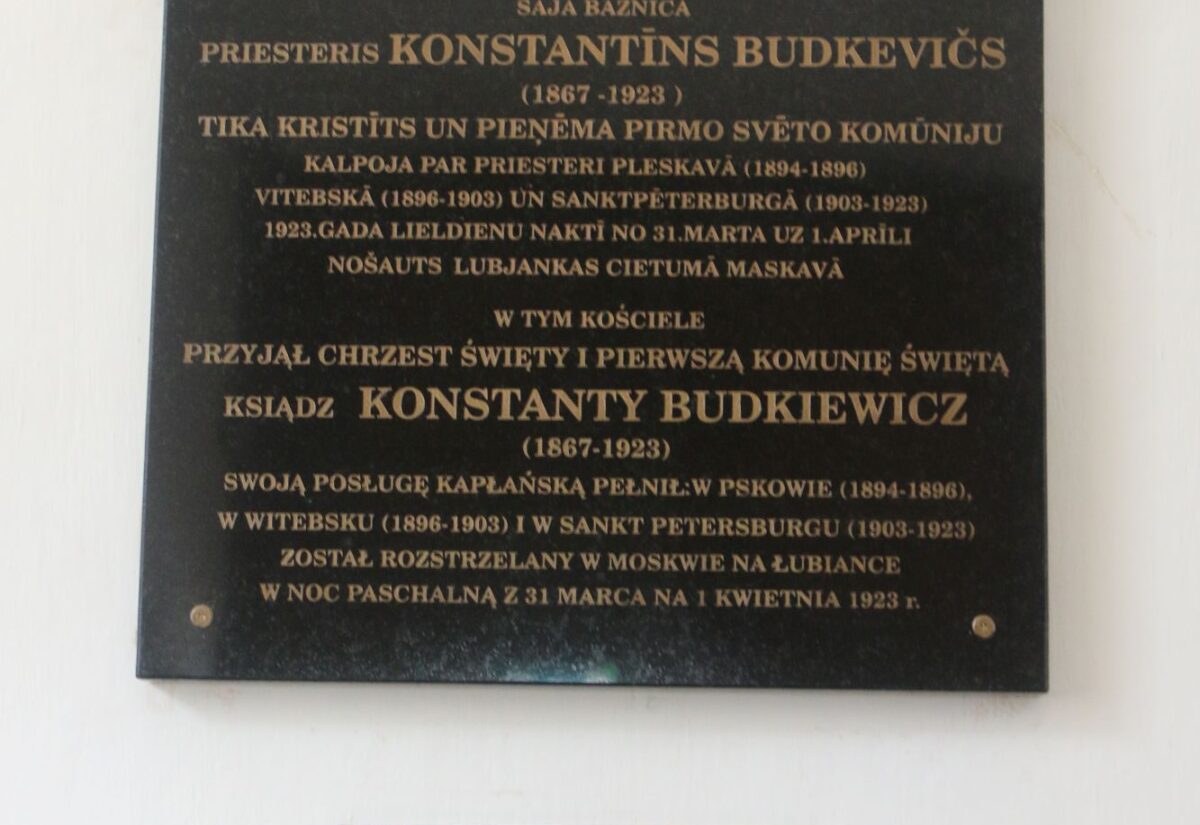 ŠAJĀ BAZNĪCĀ
PRIESTERIS KONSTANTĪNS BUDKEVIČS
(1867 -1923 )
TIKA KRISTĪTS UN PIEŅĒMA PIRMO SVĒTO KOMŪNIJU
KALPOJA PAR PRIESTERI PLESKAVĀ (1894-1896)
VITEBSKĀ (1896-1903) UN SANKTPĒTERBURGĀ (1903-1923)
1923.GADA LIELDIENU NAKTĪ NO 31.MARTA UZ 1.APRĪLI
NOŠAUTS LUBJANKAS CIETUMĀ MASKAVĀ
W TYM KOŚCIELE
PRZYJĄŁ CHRZEST ŚWIĘTY I PIERWSZĄ KOMUNIĘ ŚWIĘTĄ
KSIĄDZ KONSTANTY BUDKIEWICZ
(1867-1923)
SWOJĄ POSŁUGĘ KAPŁAŃSKĄ PEŁNIŁ:W PSKOWIE (1894-1896),
W WITEBSKU (1896-1903) I W SANKT PETERSBURGU (1903-1923)
ZOSTAŁ ROZSTRZELANY W MOSKWIE NA ŁUBIANCE
W NOC PASCHALNĄ Z 31 MARCA NA 1 KWIETNIA 1923 r.